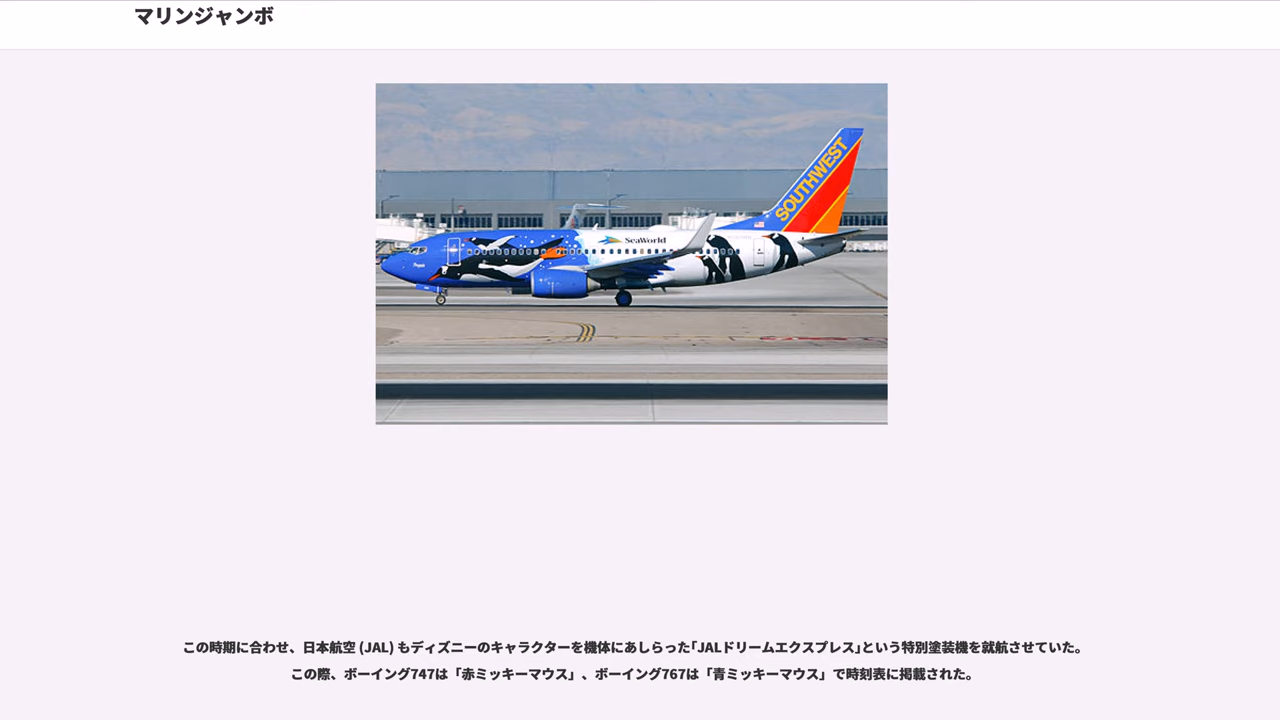 マリンジャンボ
SOUTHWEST
SeaWorld
この時期に合わせ、日本航空 (JAL) もディズニーのキャラクターを機体にあしらった｢JALドリームエクスプレス｣という特別塗装機を就航させていた。
この際、ボーイング747は「赤ミッキーマウス」、ボーイング767は「青ミッキーマウス」で時刻表に掲載された。